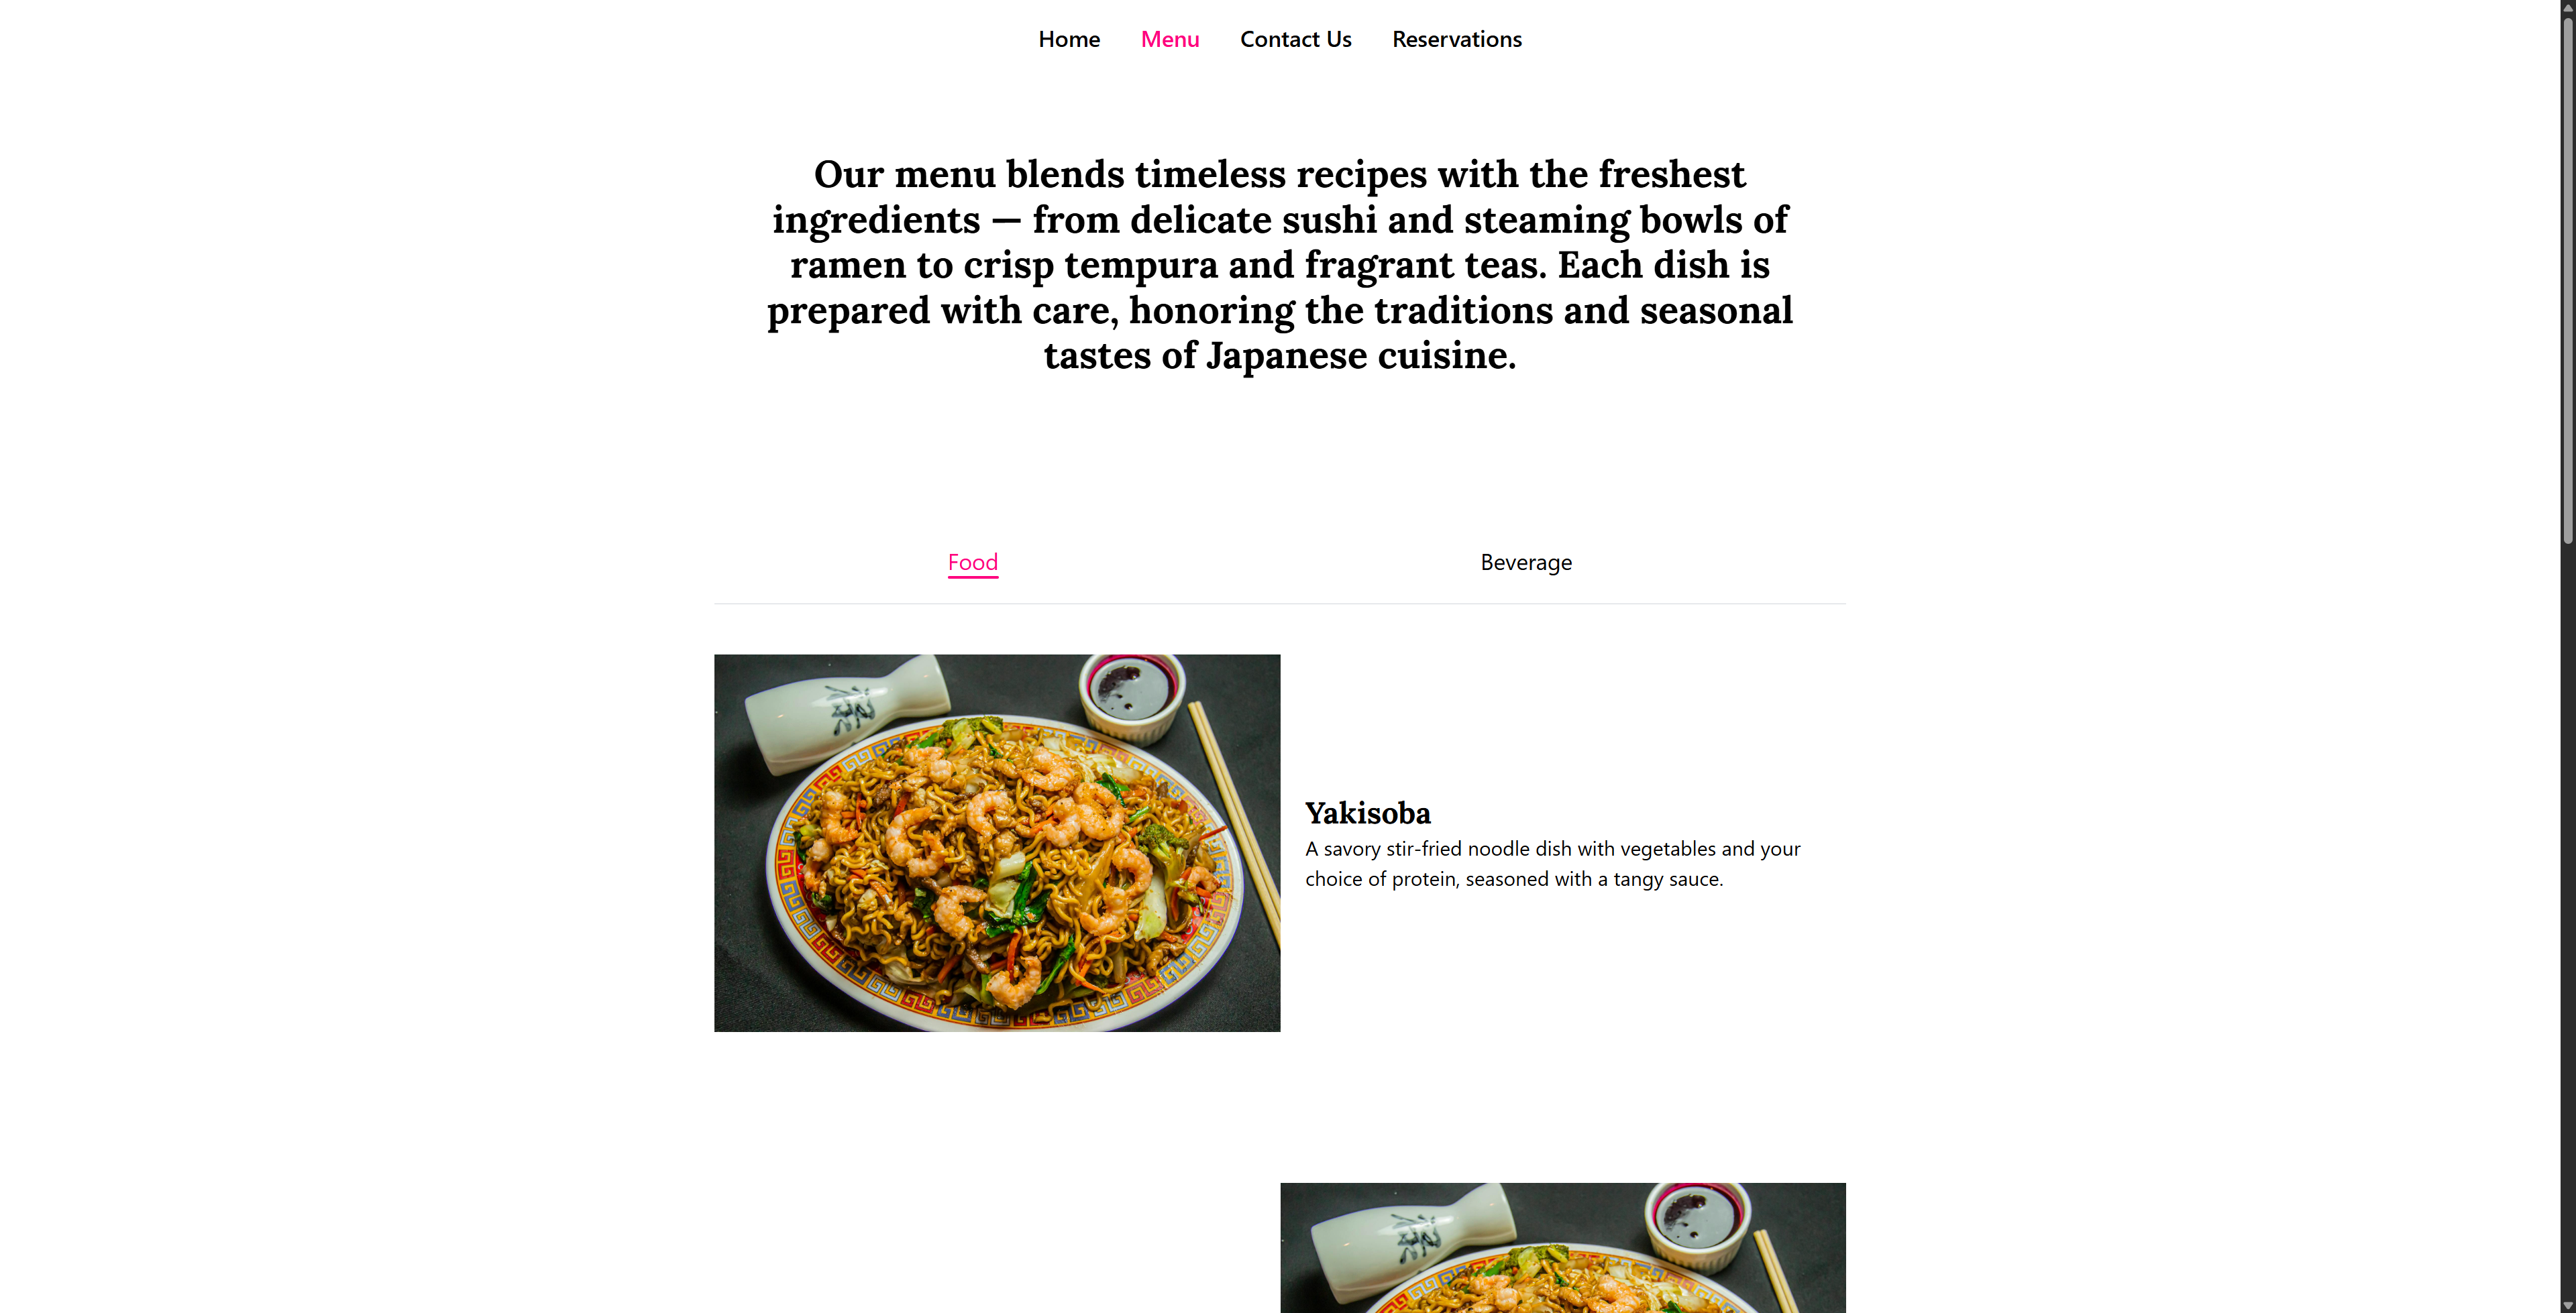 Home Menu Contact Us Reservations
Our menu blends timeless recipes with the freshest
ingredients — from delicate sushi and steaming bowls of
ramen to crisp tempura and fragrant teas. Each dish is
prepared with care, honoring the traditions and seasonal
tastes of Japanese cuisine.
Food Beverage
Yakisoba
A savory stir-fried noodle dish with vegetables and your
choice of protein, seasoned with a tangy sauce.